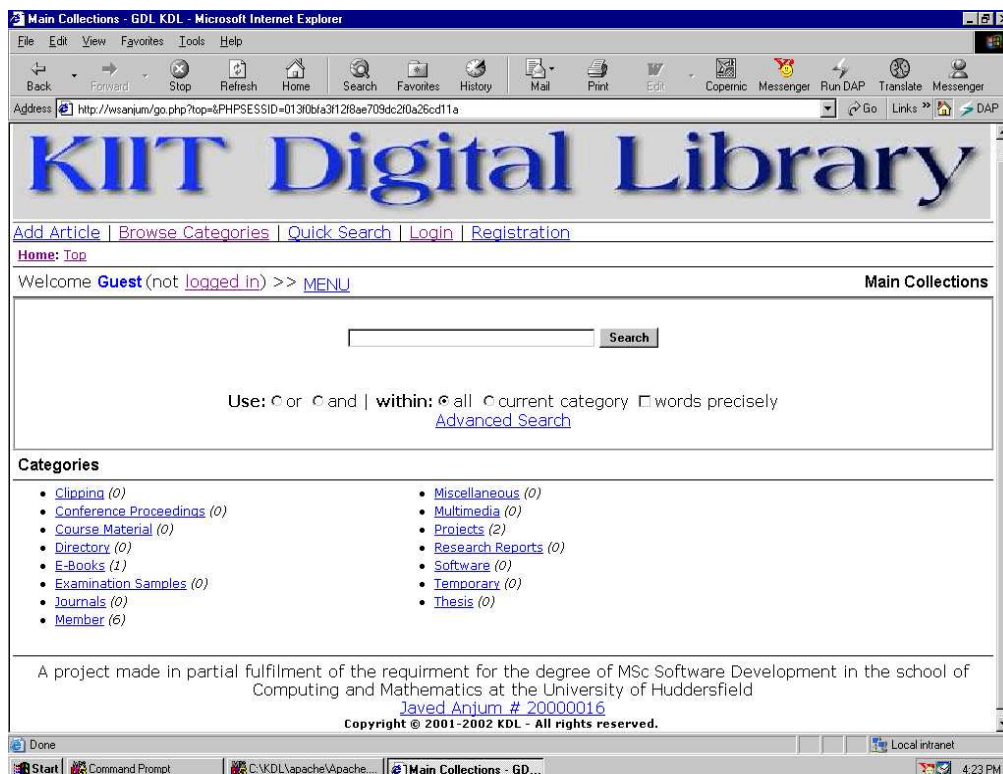 Main Collections - GDL KDL - Microsoft Internet Explorer
File Edit View Favorites Tools Help
Back Forward Stop Refresh Home Search Favorites History Mail Print Edit Copernic Messenger Run DAP Translate Messenger
Address http://wsanjum/go.php?top=&PHPSESSID=013f0bfa3f12f8ae709dc2f0a26cd11a Go Links » DAP
KIIT Digital Library
Add Article | Browse Categories | Quick Search | Login | Registration
Home: Top
Welcome Guest (not logged in) >> MENU Main Collections
Search
Use: or and | within: all current category words precisely
Advanced Search
Categories
Clipping (0)
Conference Proceedings (0)
Course Material (0)
Directory (0)
E-Books (1)
Examination Samples (0)
Journals (0)
Member (6)
Miscellaneous (0)
Multimedia (0)
Projects (2)
Research Reports (0)
Software (0)
Temporary (0)
Thesis (0)
A project made in partial fulfilment of the requirment for the degree of MSc Software Development in the school of
Computing and Mathematics at the University of Huddersfield
Javed Anjum # 20000016
Copyright © 2001-2002 KDL - All rights reserved.
Done Local intranet
Start Command Prompt C:\KDL\apache\Apache.... Main Collections - GD... 4:23 PM